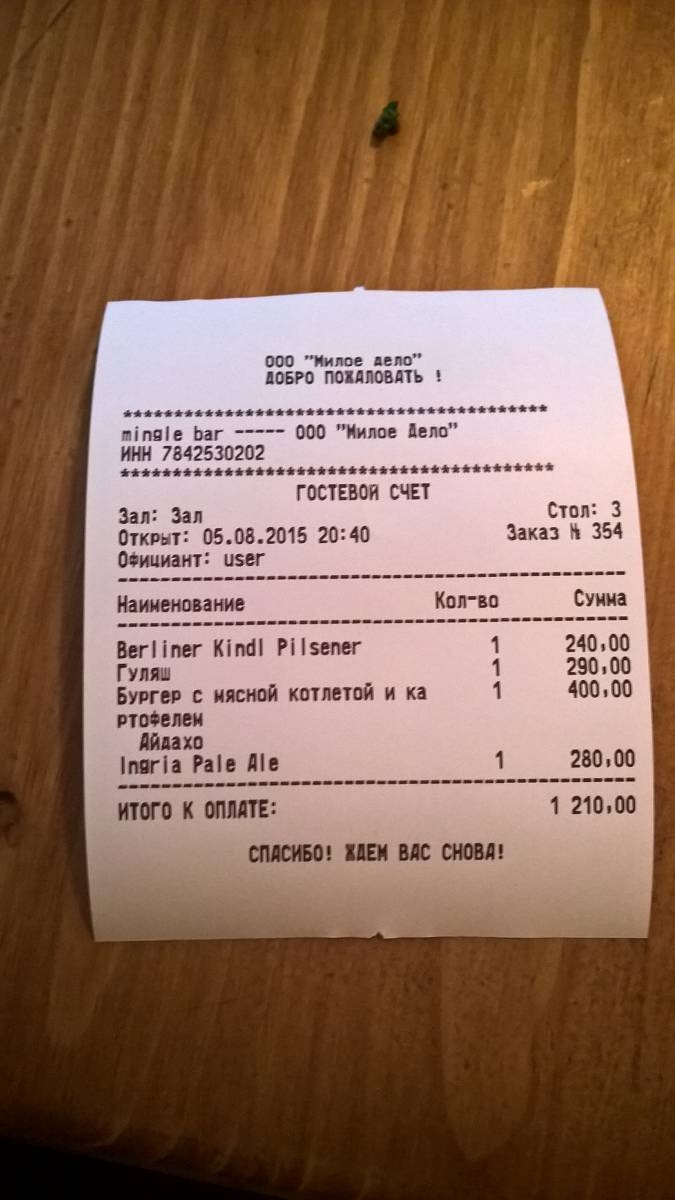 ООО "Милое дело"
ДОБРО ПОЖАЛОВАТЬ !
*****************************************
mingle bar ----- ООО "Милое Дело"
ИНН 7842530202
*****************************************
ГОСТЕВОЙ СЧЕТ
Зал: Зал Стол: 3
Открыт: 05.08.2015 20:40 Заказ № 354
Официант: user
Наименование Кол-во Сумма
Berliner Kindl Pilsener 1 240,00
Гуляш 1 290,00
Бургер с мясной котлетой и ка 1 400,00
ртофелем
Айдахо
Ingria Pale Ale 1 280,00
ИТОГО К ОПЛАТЕ: 1 210,00
СПАСИБО! ЖДЕМ ВАС СНОВА!